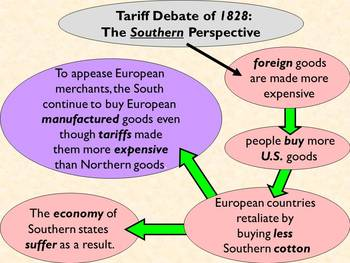 Tariff Debate of 1828:
The Southern Perspective
foreign goods
are made more
expensive
people buy more
U.S. goods
European countries
retaliate by
buying less
Southern cotton
To appease European
merchants, the South
continue to buy European
manufactured goods even
though tariffs made
them more expensive
than Northern goods
The economy of
Southern states
suffer as a result.